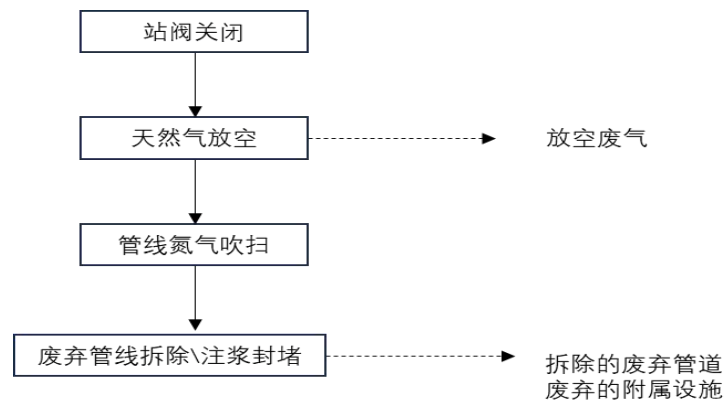 站阀关闭
天然气放空
放空废气
管线氮气吹扫
废弃管线拆除\注浆封堵
拆除的废弃管道
废弃的附属设施